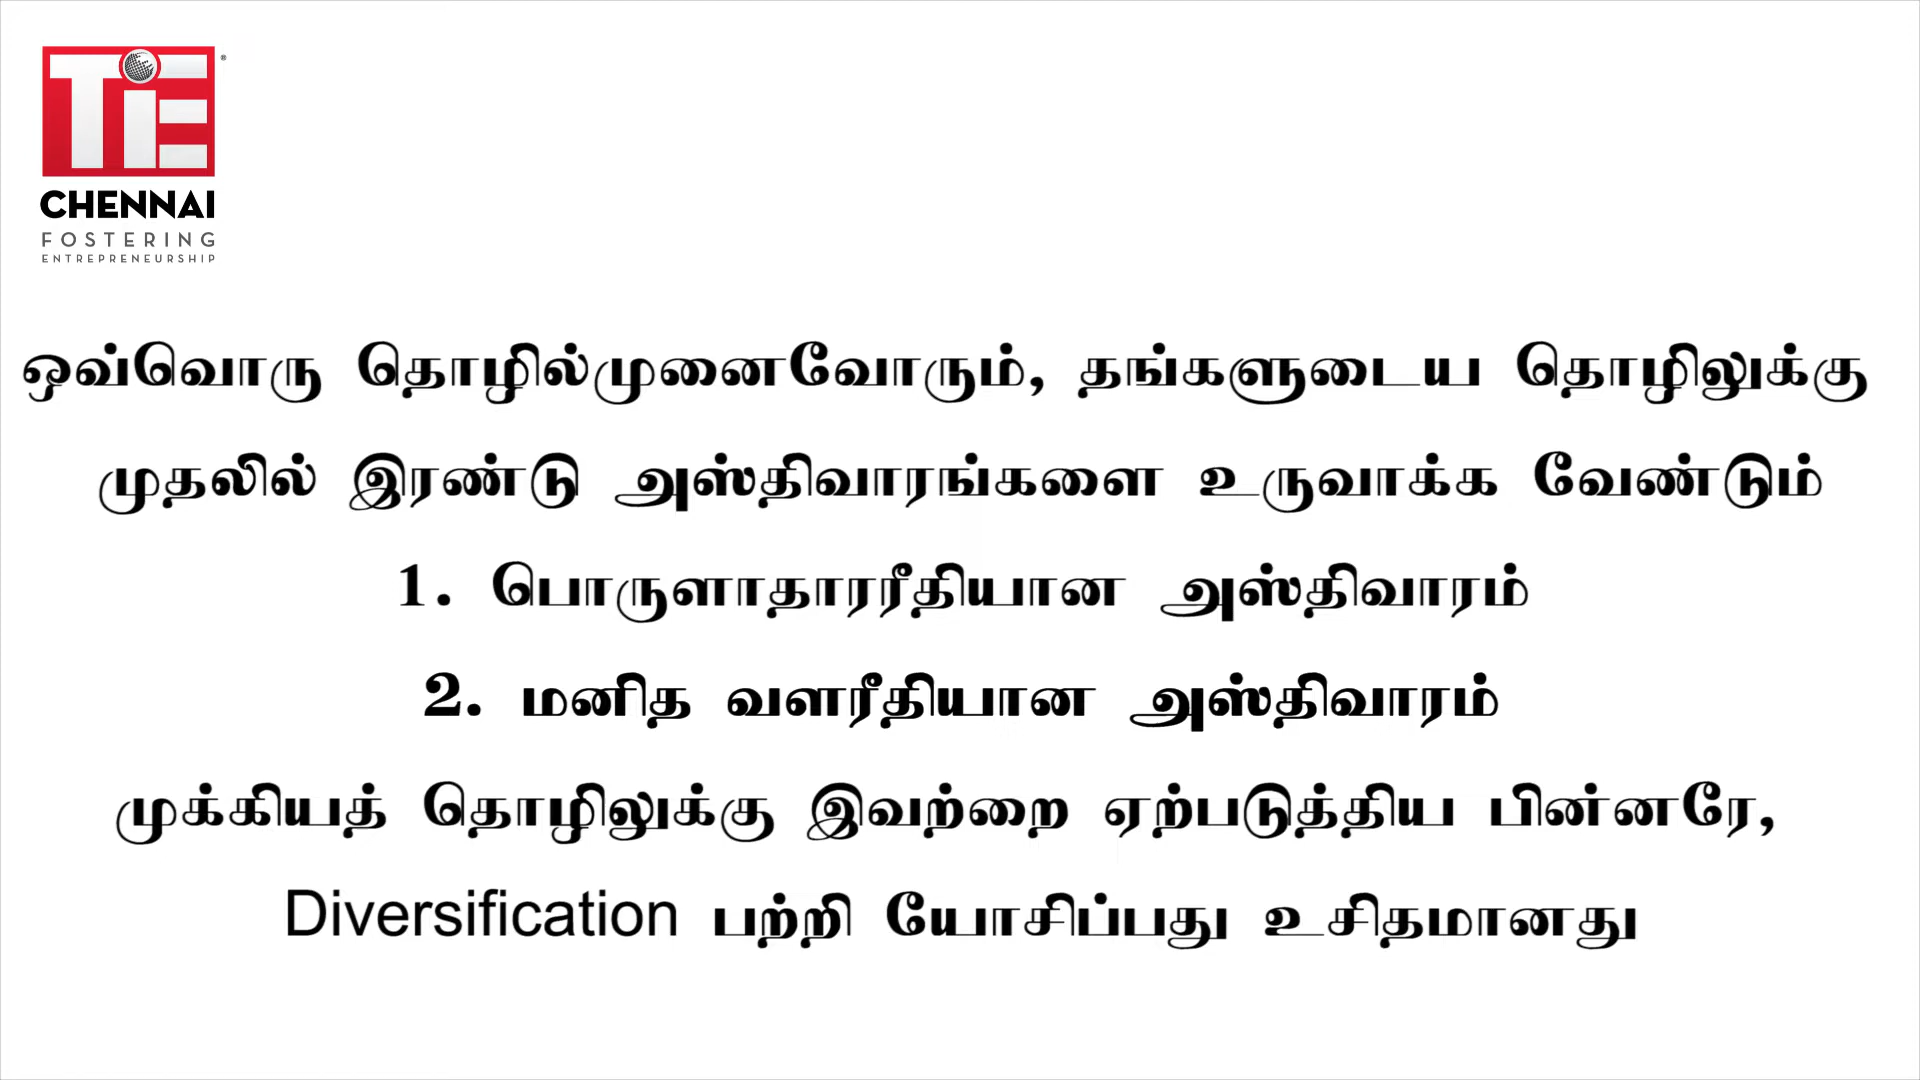 TiE
CHENNAI
FOSTERING
ENTREPRENEURSHIP
ஒவ்வொரு தொழில்முனைவோரும், தங்களுடைய தொழிலுக்கு
முதலில் இரண்டு அஸ்திவாரங்களை உருவாக்க வேண்டும்
1. பொருளாதாரரீதியான அஸ்திவாரம்
2. மனித வளரீதியான அஸ்திவாரம்
முக்கியத் தொழிலுக்கு இவற்றை ஏற்படுத்திய பின்னரே,
Diversification பற்றி யோசிப்பது உசிதமானது